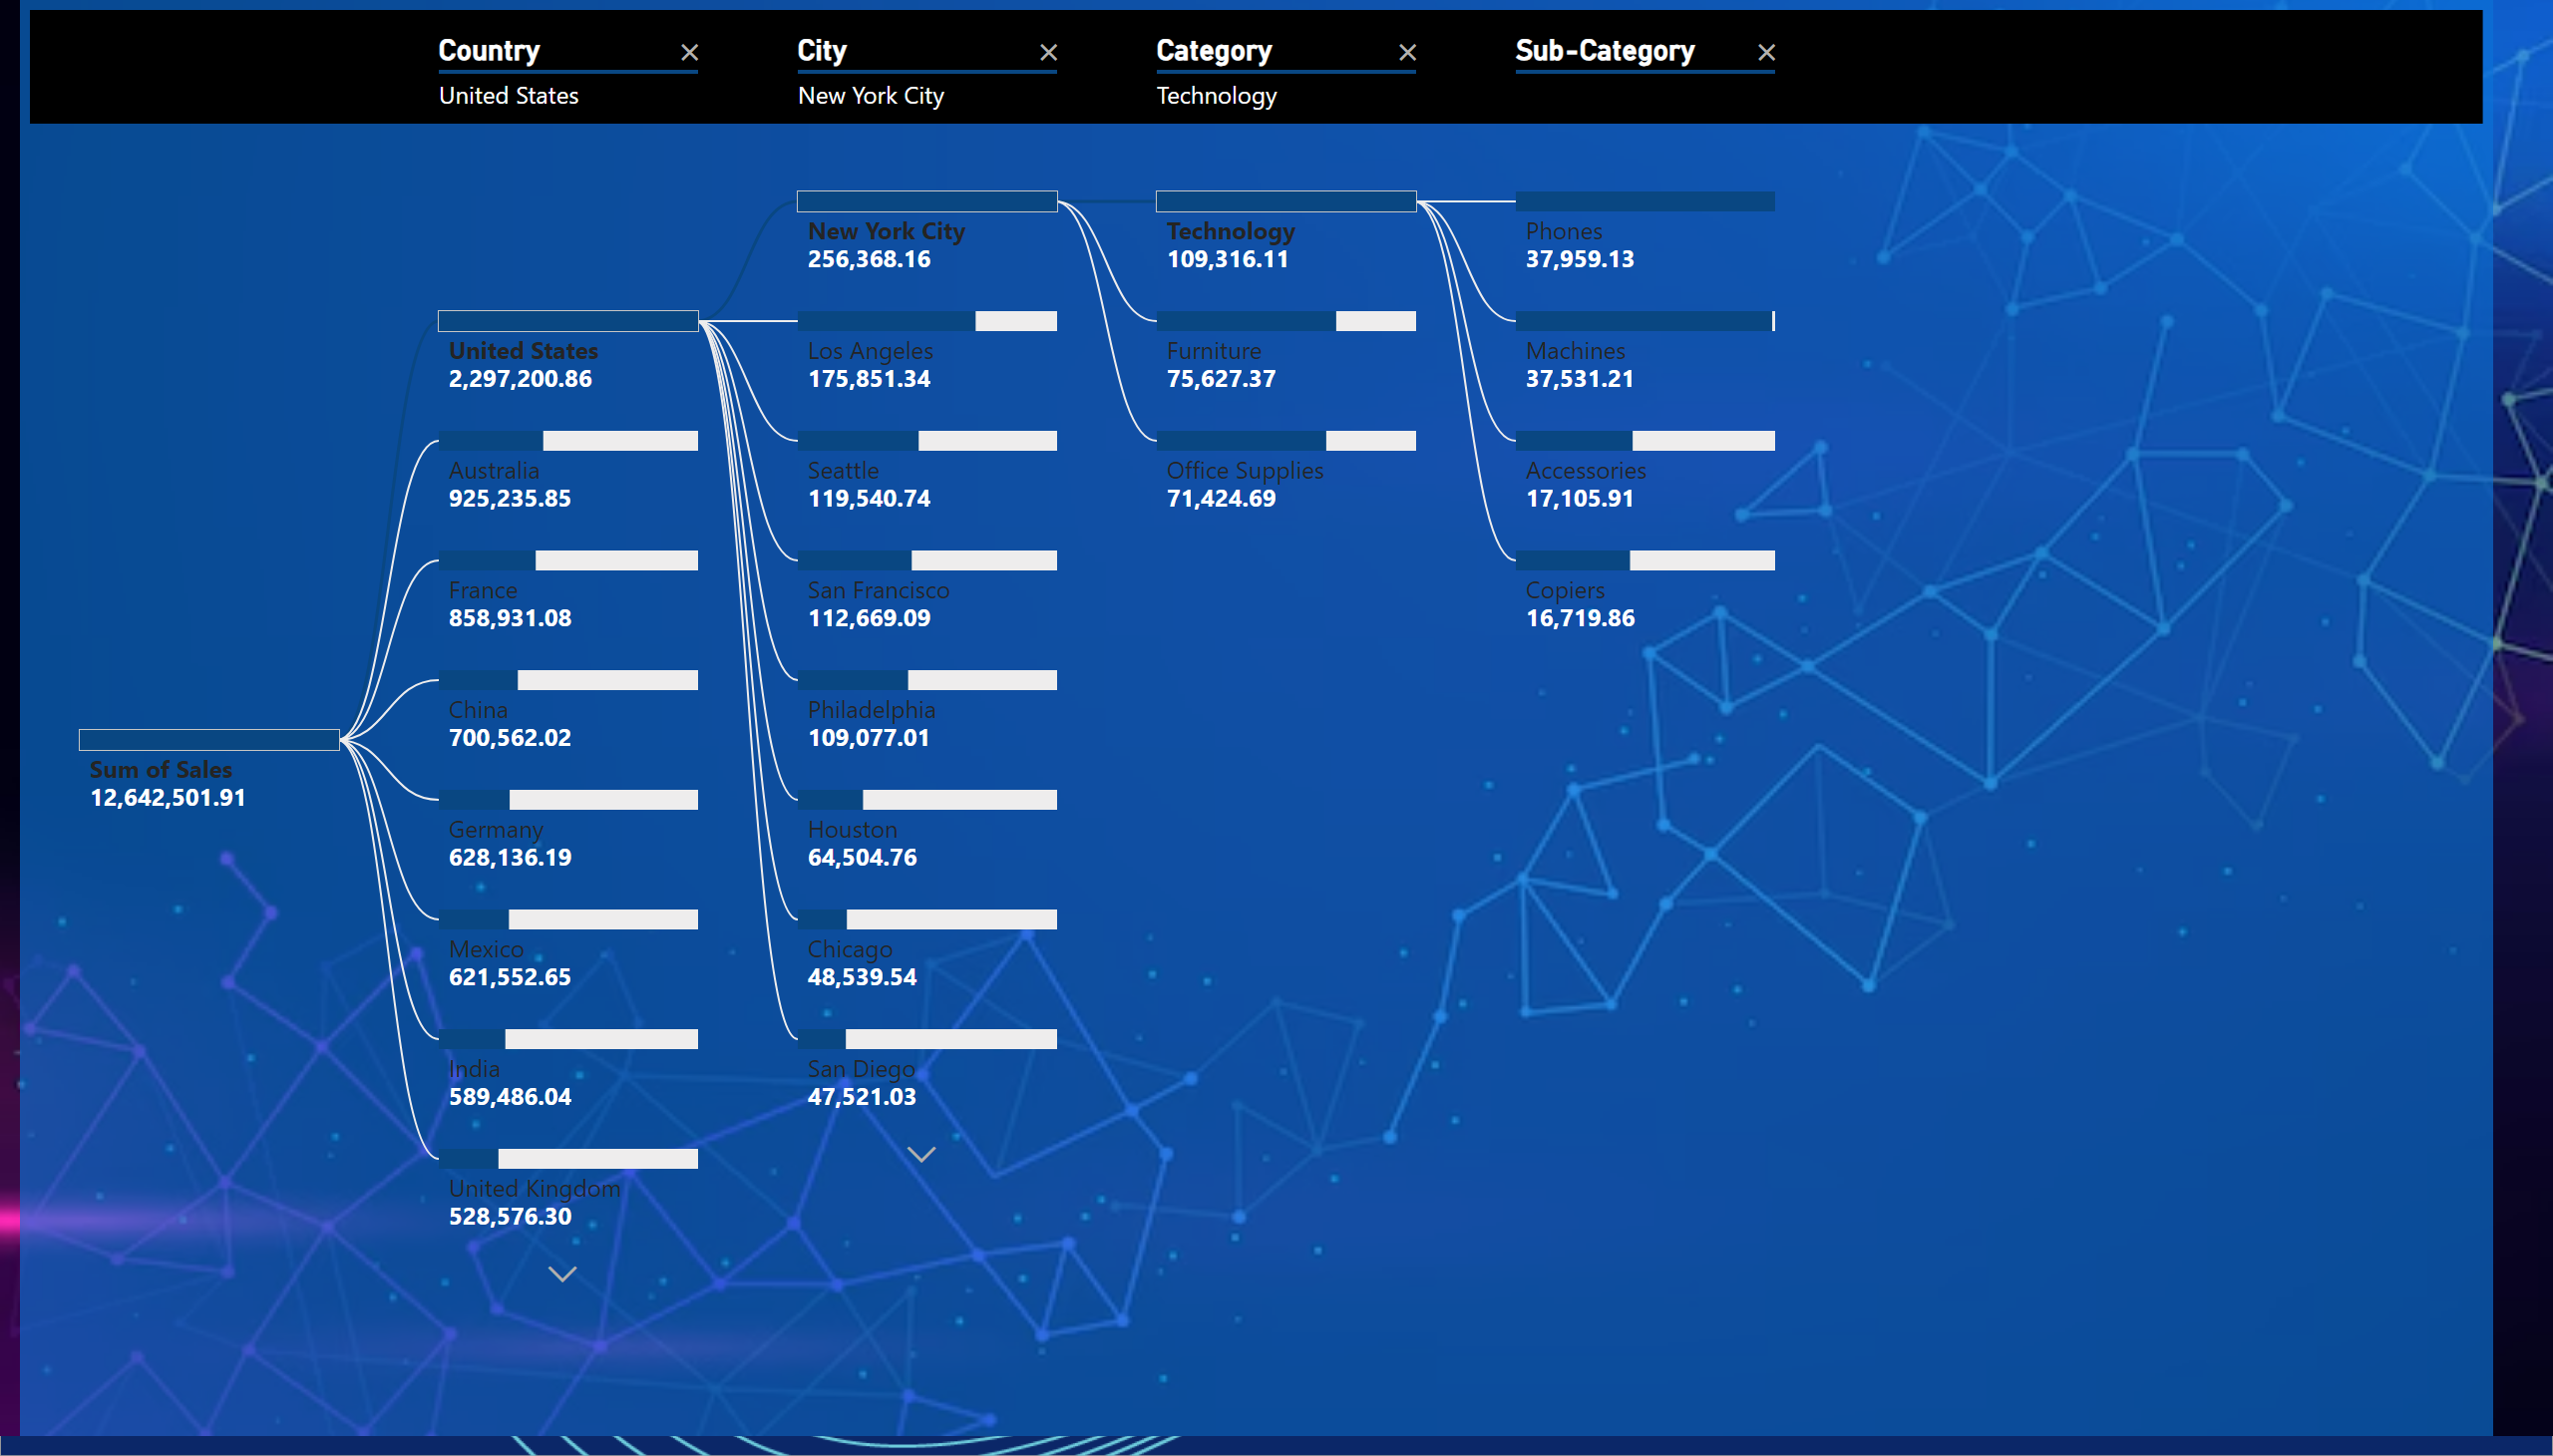 Country
City
Category
Sub-Category
United States
New York City
Technology
Sum of Sales
12,642,501.91
United States
2,297,200.86
Australia
925,235.85
France
858,931.08
China
700,562.02
Germany
628,136.19
Mexico
621,552.65
India
589,486.04
United Kingdom
528,576.30
New York City
256,368.16
Los Angeles
175,851.34
Seattle
119,540.74
San Francisco
112,669.09
Philadelphia
109,077.01
Houston
64,504.76
Chicago
48,539.54
San Diego
47,521.03
Technology
109,316.11
Furniture
75,627.37
Office Supplies
71,424.69
Phones
37,959.13
Machines
37,531.21
Accessories
17,105.91
Copiers
16,719.86